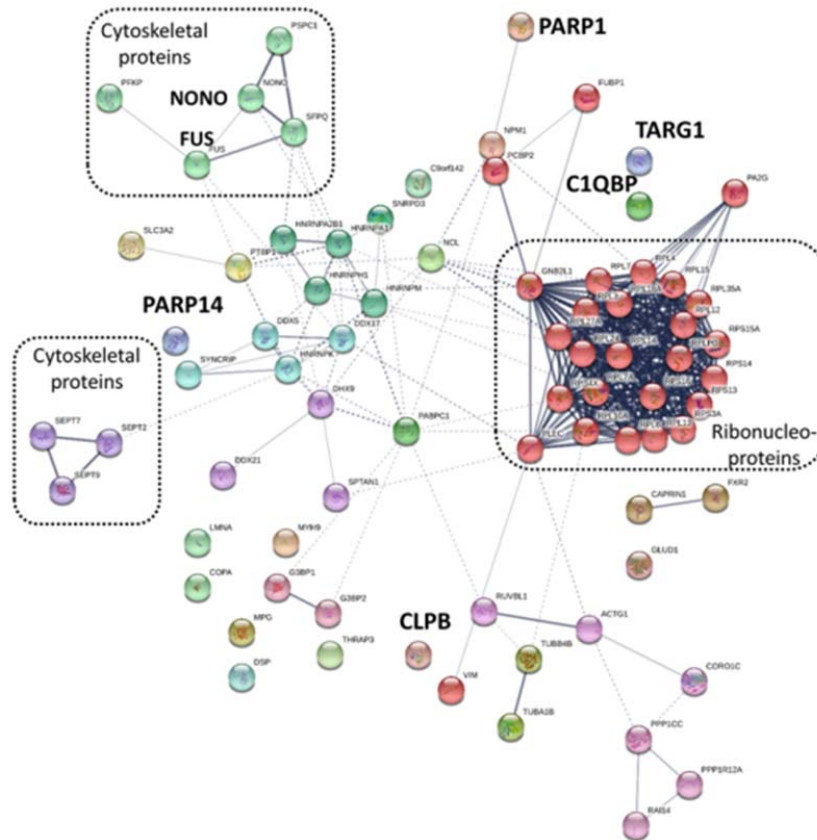 Cytoskeletal
proteins
PSPC1
PFKP
NONO
NONO
SFPQ
FUS
FUS
PARP1
FUBP1
NPM1
PCBP2
TARG1
C1QBP
PA2G
C9orf142
SNRPD3
HNRNPA2B1
HNRNPA1
SLC3A2
PTBP1
NCL
HNRNPH1
HNRNPM
GNB2L1
RPL7
RPL4
RPL15
RPL35A
RPL12
RPS15A
RPLP0
RPS14
RPS13
RPS3A
PARP14
DDX5
DDX17
SYNCRIP
HNRNPK
Cytoskeletal
proteins
SEPT7
SEPT2
SEPT9
DHX9
PABPC1
PLEC
Ribonucleo-
proteins
DDX21
SPTAN1
CAPRIN1
FXR2
LMNA
MYH9
GLUD1
COPA
G3BP1
G3BP2
MPG
THRAP3
DSP
CLPB
RUVBL1
ACTG1
TUBB4B
VIM
TUBA1B
CORO1C
PPP1CC
PPP1R12A
RAI14